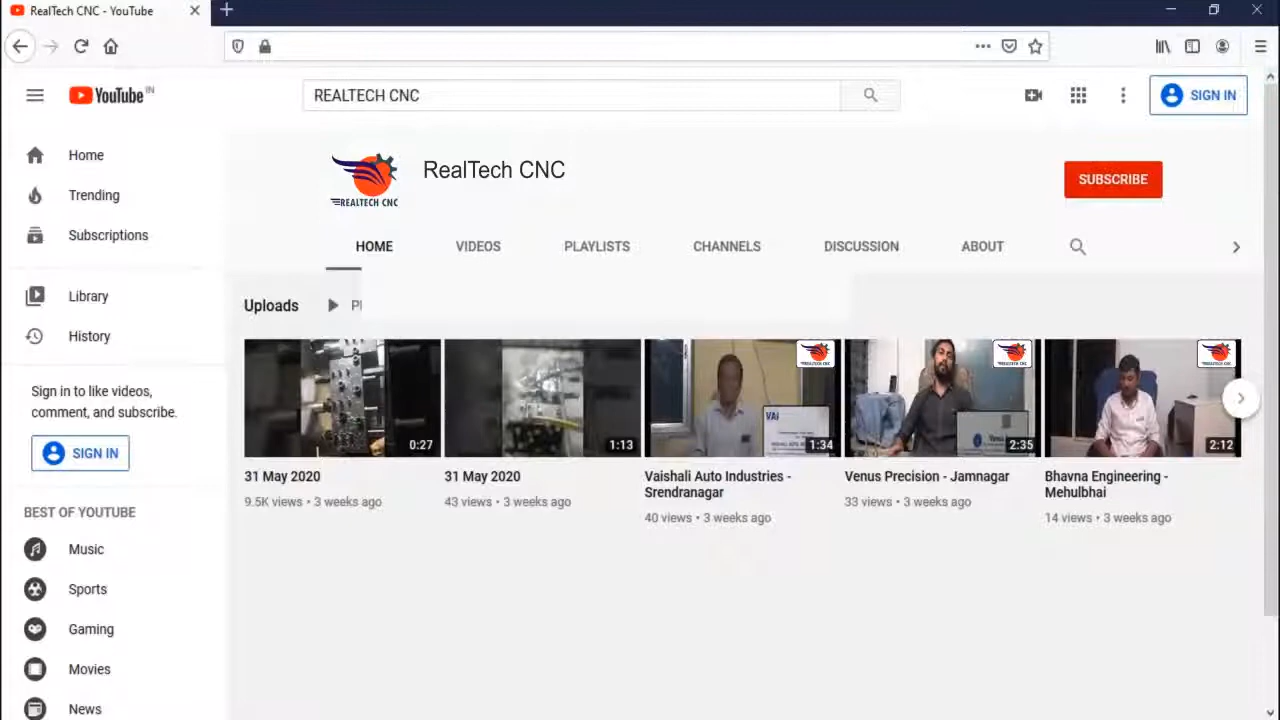 RealTech CNC - YouTube
YouTube IN
REALTECH CNC
SIGN IN
Home
Trending
Subscriptions
Library
History
Sign in to like videos,
comment, and subscribe.
SIGN IN
BEST OF YOUTUBE
Music
Sports
Gaming
Movies
News
REALTECH CNC
RealTech CNC
SUBSCRIBE
HOME VIDEOS PLAYLISTS CHANNELS DISCUSSION ABOUT
Uploads
0:27
31 May 2020
9.5K views • 3 weeks ago
1:13
31 May 2020
43 views • 3 weeks ago
VAI
1:34
Vaishali Auto Industries -
Srendranagar
40 views • 3 weeks ago
Venus
2:35
Venus Precision - Jamnagar
33 views • 3 weeks ago
2:12
Bhavna Engineering -
Mehulbhai
14 views • 3 weeks ago